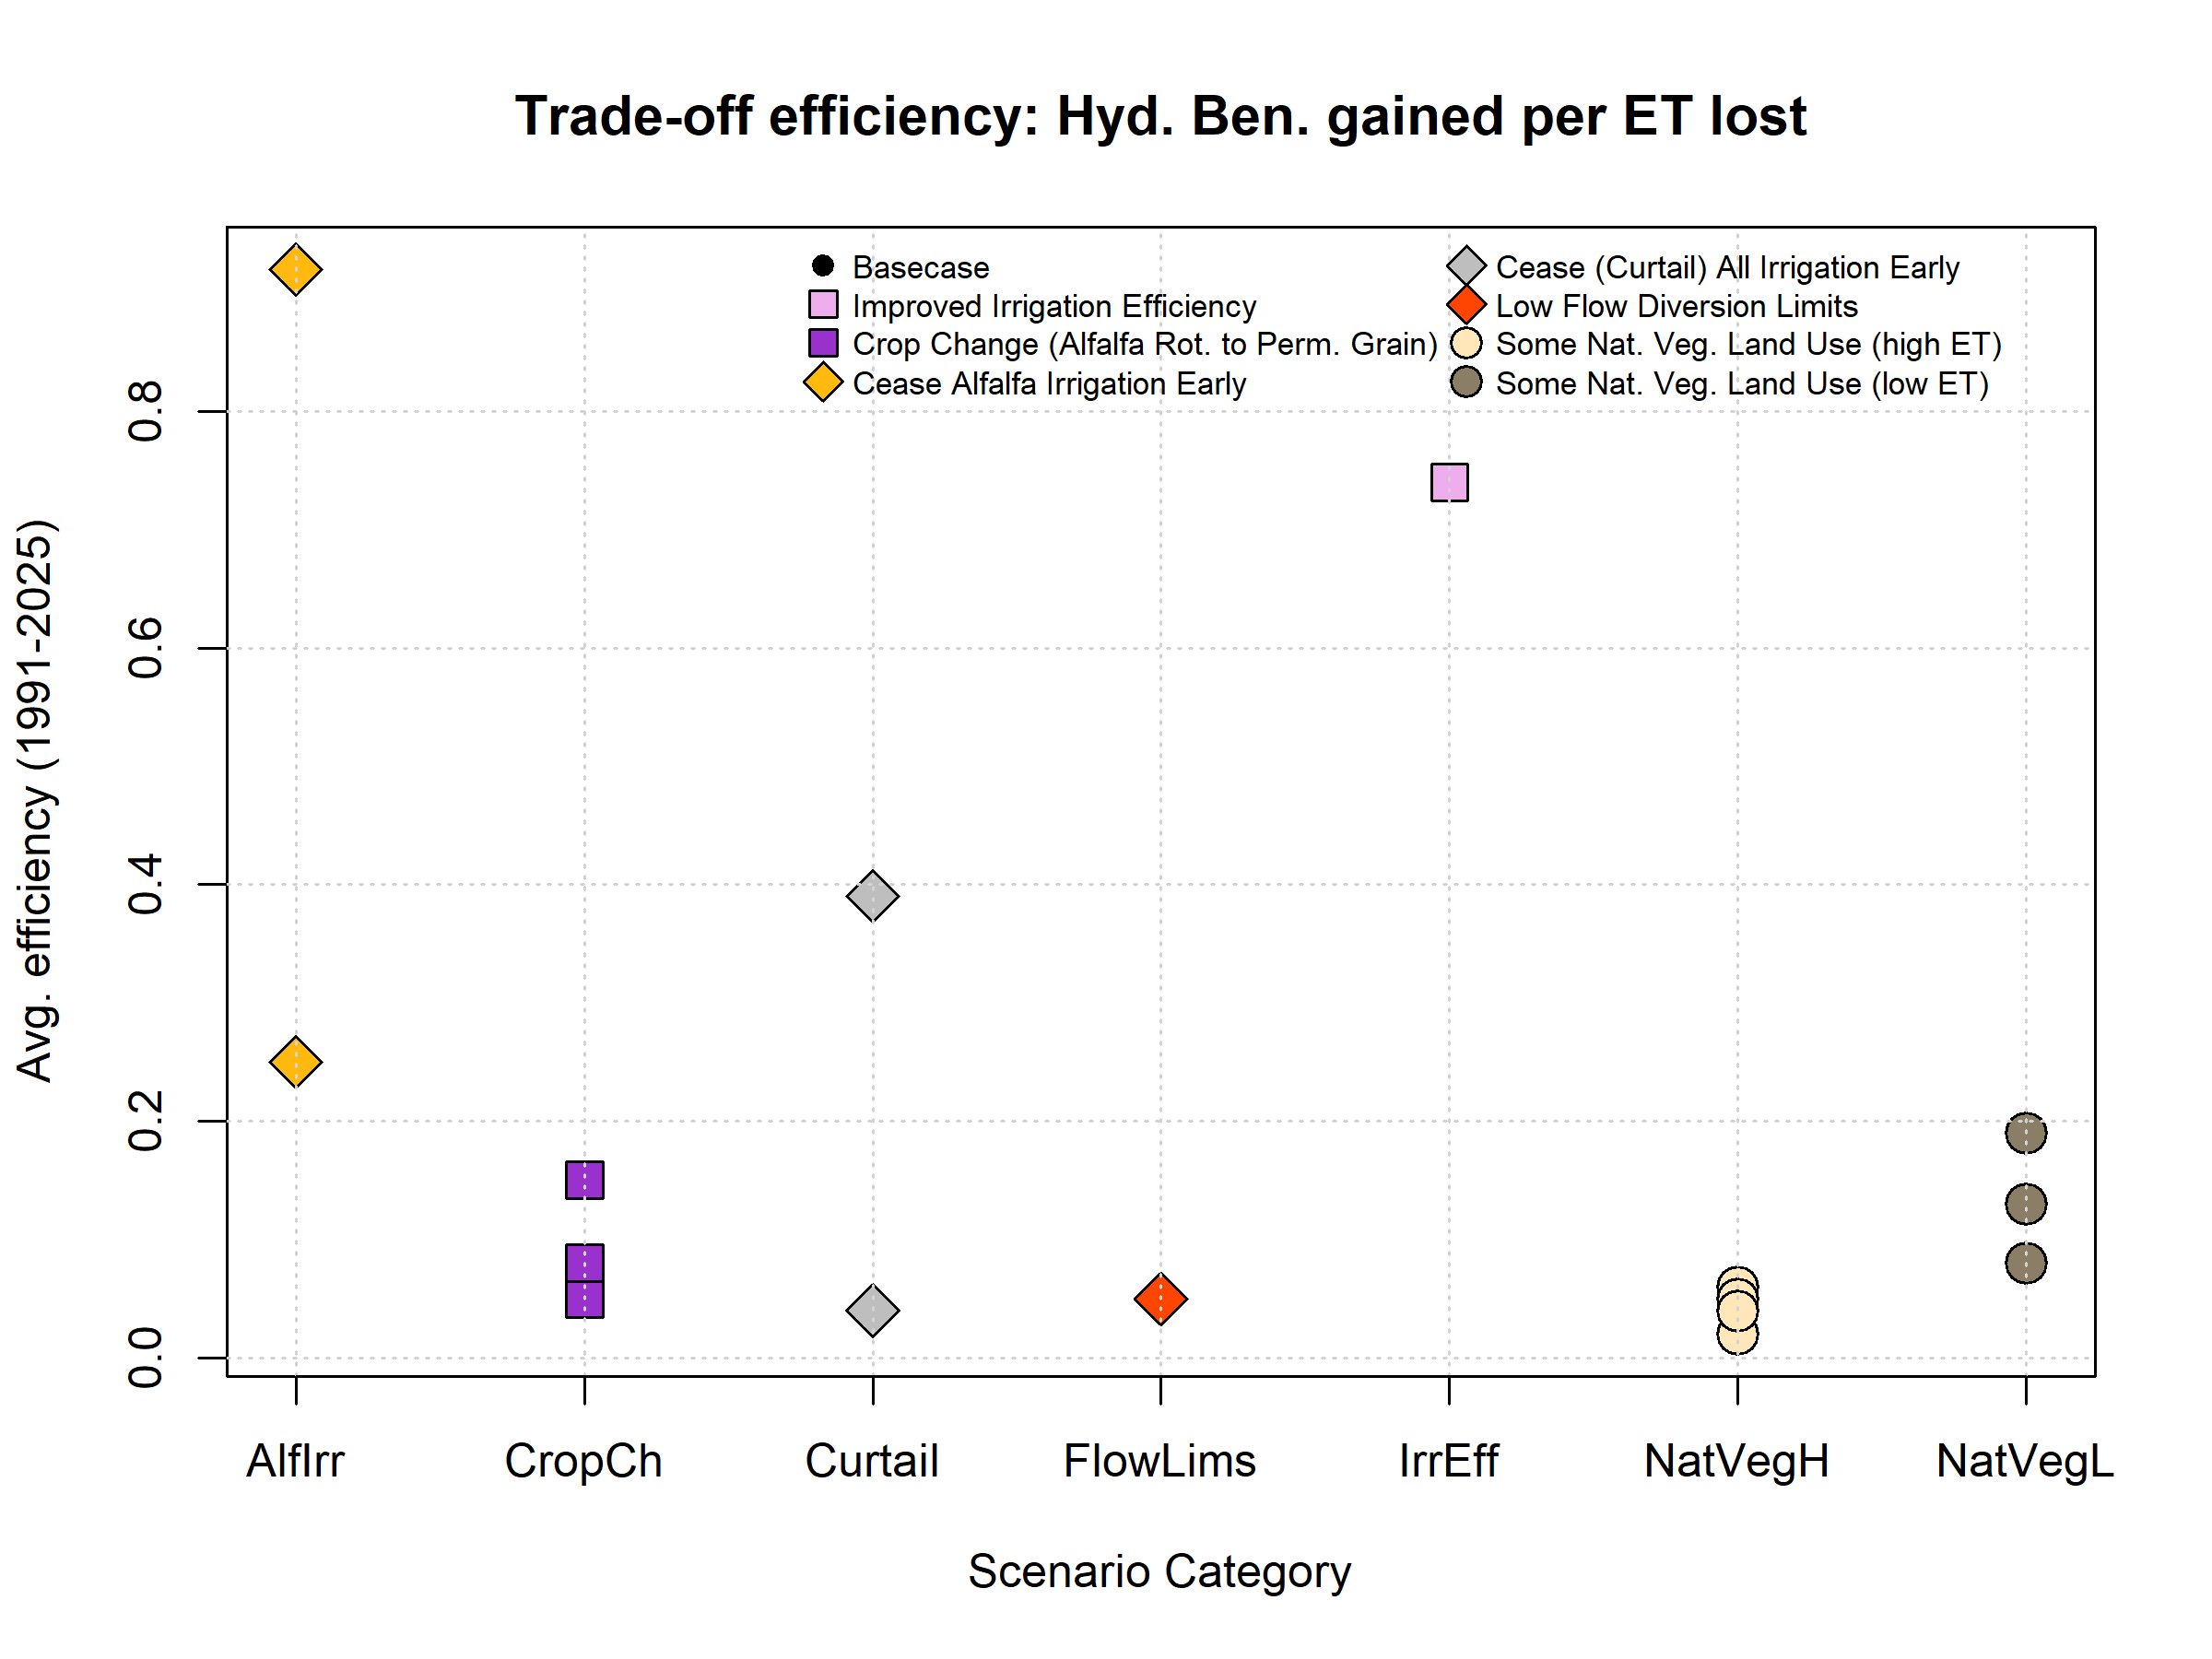 Trade-off efficiency: Hyd. Ben. gained per ET lost
Basecase
Improved Irrigation Efficiency
Crop Change (Alfalfa Rot. to Perm. Grain)
Cease Alfalfa Irrigation Early
Cease (Curtail) All Irrigation Early
Low Flow Diversion Limits
Some Nat. Veg. Land Use (high ET)
Some Nat. Veg. Land Use (low ET)
Avg. efficiency (1991-2025)
0.8
0.6
0.4
0.2
0.0
AlfIrr CropCh Curtail FlowLims IrrEff NatVegH NatVegL
Scenario Category